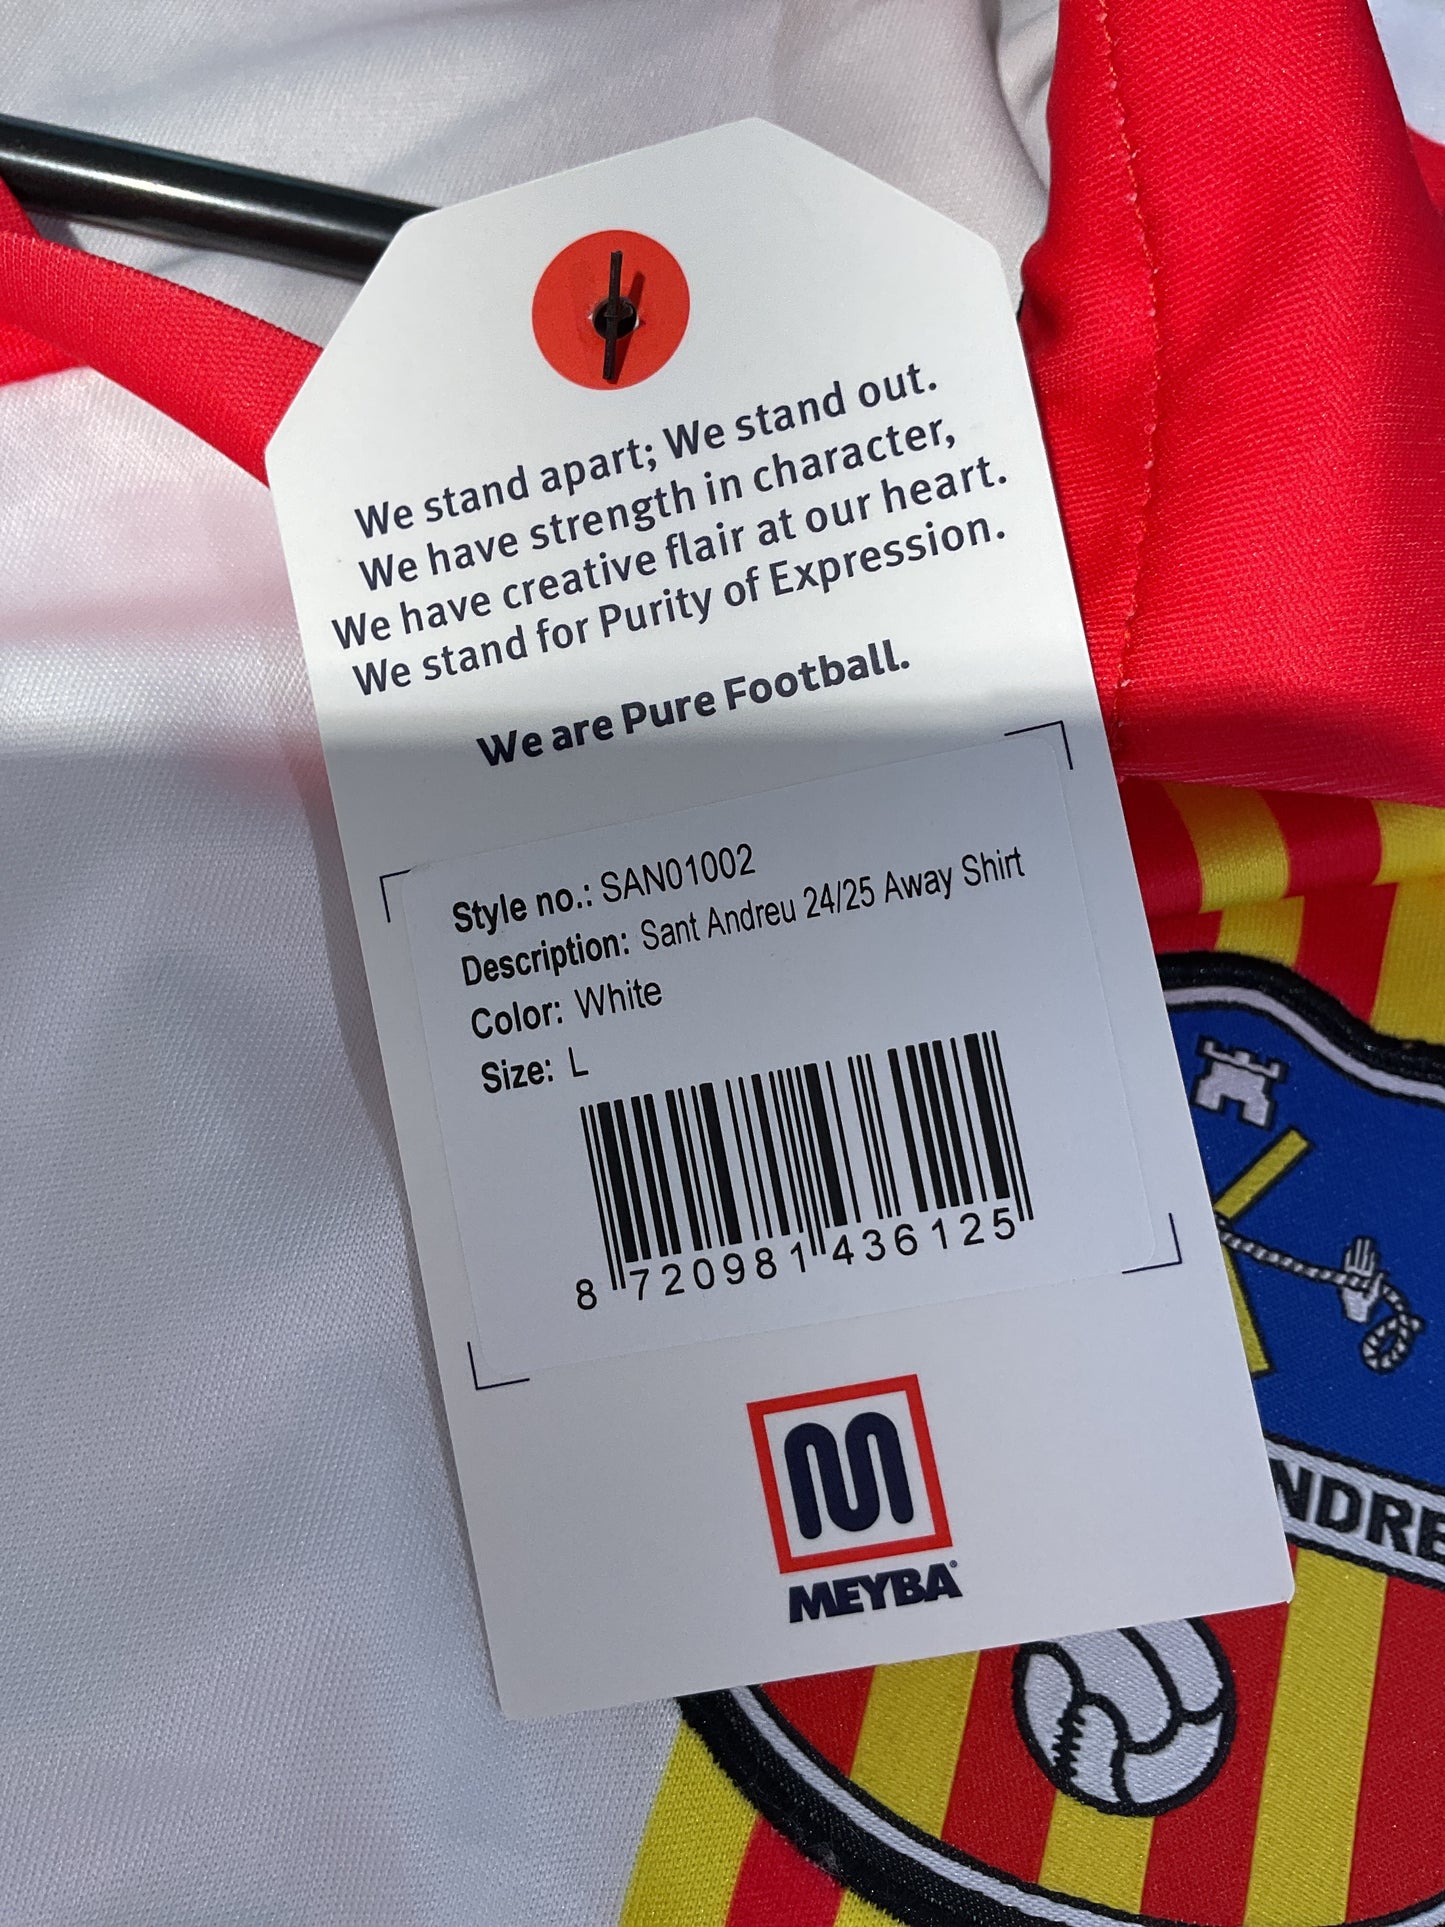 We stand apart; We stand out.
We have strength in character,
We have creative flair at our heart.
We stand for Purity of Expression.
We are Pure Football.
Style no.: SAN01002
Description: Sant Andreu 24/25 Away Shirt
Color: White
Size: L
8 720981 436125
M
MEYBA®
NDRE